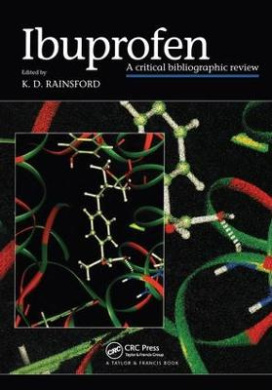 Ibuprofen
A critical bibliographic review
Edited by
K. D. RAINSFORD
CRC Press
Taylor & Francis Group
A TAYLOR & FRANCIS BOOK